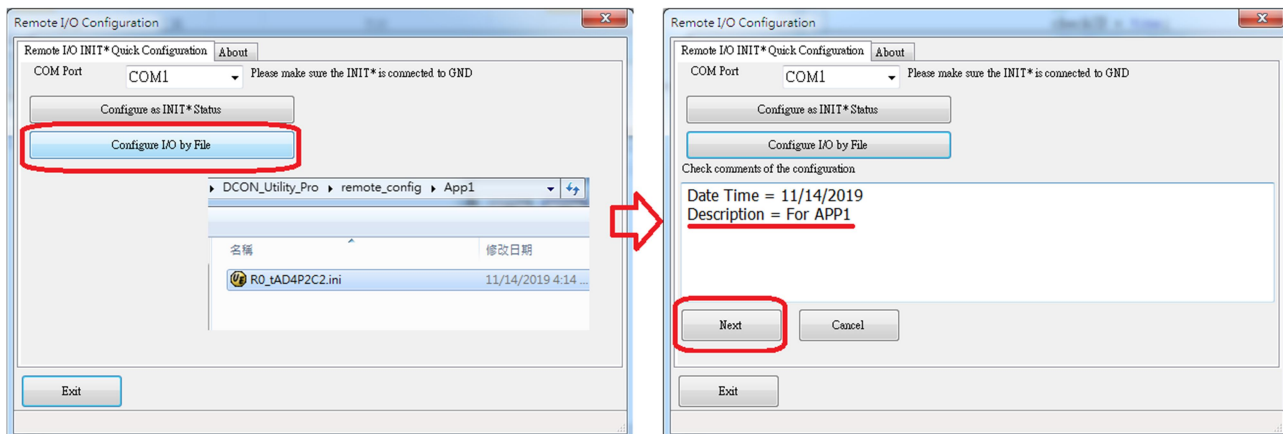 Remote I/O Configuration
Remote I/O INIT* Quick Configuration About
COM Port COM1 Please make sure the INIT* is connected to GND
Configure as INIT* Status
Configure I/O by File
DCON_Utility_Pro remote_config App1
名稱 修改日期
R0_tAD4P2C2.ini 11/14/2019 4:14 ...
Exit
Remote I/O Configuration
Remote I/O INIT* Quick Configuration About
COM Port COM1 Please make sure the INIT* is connected to GND
Configure as INIT* Status
Configure I/O by File
Check comments of the configuration
Date Time = 11/14/2019
Description = For APP1
Next Cancel
Exit